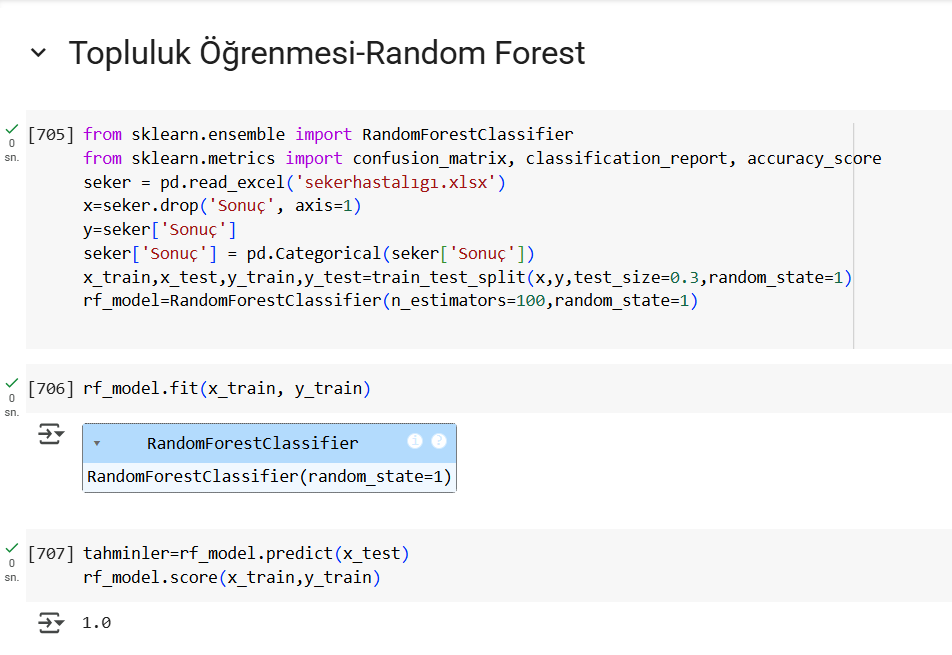 Topluluk Öğrenmesi-Random Forest
[705] from sklearn.ensemble import RandomForestClassifier
0 from sklearn.metrics import confusion_matrix, classification_report, accuracy_score
sn. seker = pd.read_excel('sekerhastalıgı.xlsx')
x=seker.drop('Sonuç', axis=1)
y=seker['Sonuç']
seker['Sonuç'] = pd.Categorical(seker['Sonuç'])
x_train,x_test,y_train,y_test=train_test_split(x,y,test_size=0.3,random_state=1)
rf_model=RandomForestClassifier(n_estimators=100,random_state=1)
[706] rf_model.fit(x_train, y_train)
0
sn.
RandomForestClassifier i ?
RandomForestClassifier(random_state=1)
[707] tahminler=rf_model.predict(x_test)
0
sn. rf_model.score(x_train,y_train)
1.0